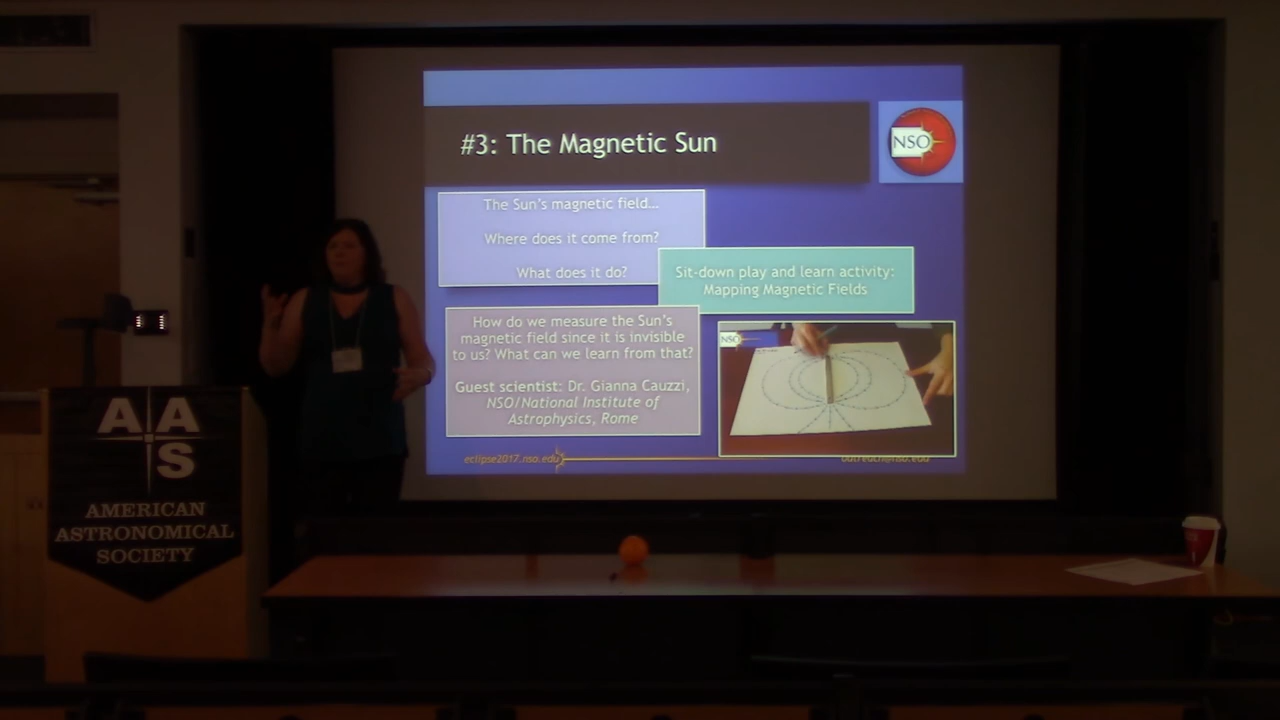 #3: The Magnetic Sun
NSO
The Sun's magnetic field...
Where does it come from?
What does it do?
Sit-down play and learn activity:
Mapping Magnetic Fields
How do we measure the Sun's
magnetic field since it is invisible
to us? What can we learn from that?
Guest scientist: Dr. Gianna Cauzzi,
NSO/National Institute of
Astrophysics, Rome
NSO
eclipse2017.nso.edu
outreach@nso.edu
AAS
AMERICAN
ASTRONOMICAL
SOCIETY